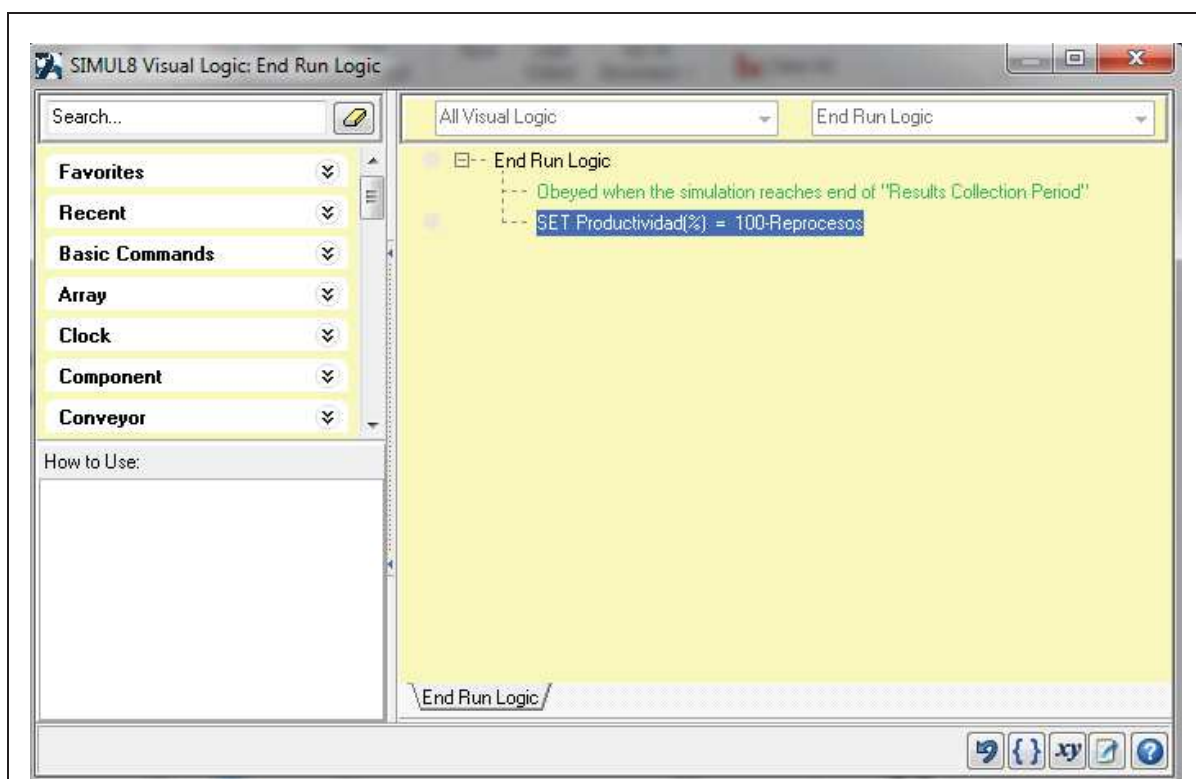 SIMUL8 Visual Logic: End Run Logic
Search...
All Visual Logic
End Run Logic
Favorites
Recent
Basic Commands
Array
Clock
Component
Conveyor
How to Use:
End Run Logic
Obeyed when the simulation reaches end of "Results Collection Period"
SET Productividad(%) = 100-Reprocesos
End Run Logic
{ } xy ?